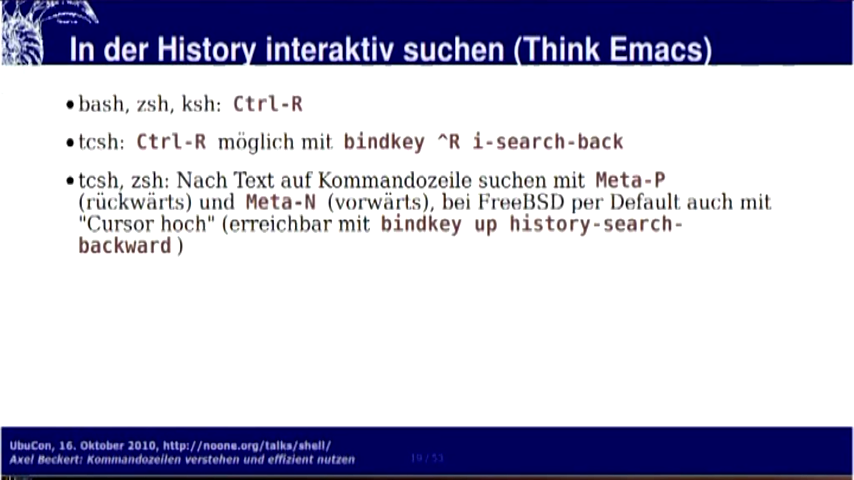 In der History interaktiv suchen (Think Emacs)
•bash, zsh, ksh: Ctrl-R
•tcsh: Ctrl-R möglich mit bindkey ^R i-search-back
•tcsh, zsh: Nach Text auf Kommandozeile suchen mit Meta-P
(rückwärts) und Meta-N (vorwärts), bei FreeBSD per Default auch mit
"Cursor hoch" (erreichbar mit bindkey up history-search-
backward )
UbuCon, 16. Oktober 2010, http://noone.org/talks/shell/
Axel Beckert: Kommandozeilen verstehen und effizient nutzen
19 / 53